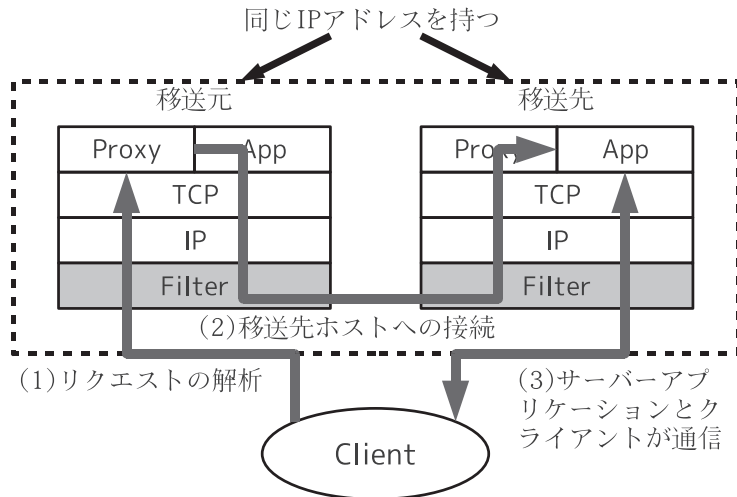 同じIPアドレスを持つ
移送元
移送先
Proxy
App
TCP
IP
Filter
Proxy
App
TCP
IP
Filter
(2)移送先ホストへの接続
(1)リクエストの解析
(3)サーバーアプ
リケーションとク
ライアントが通信
Client